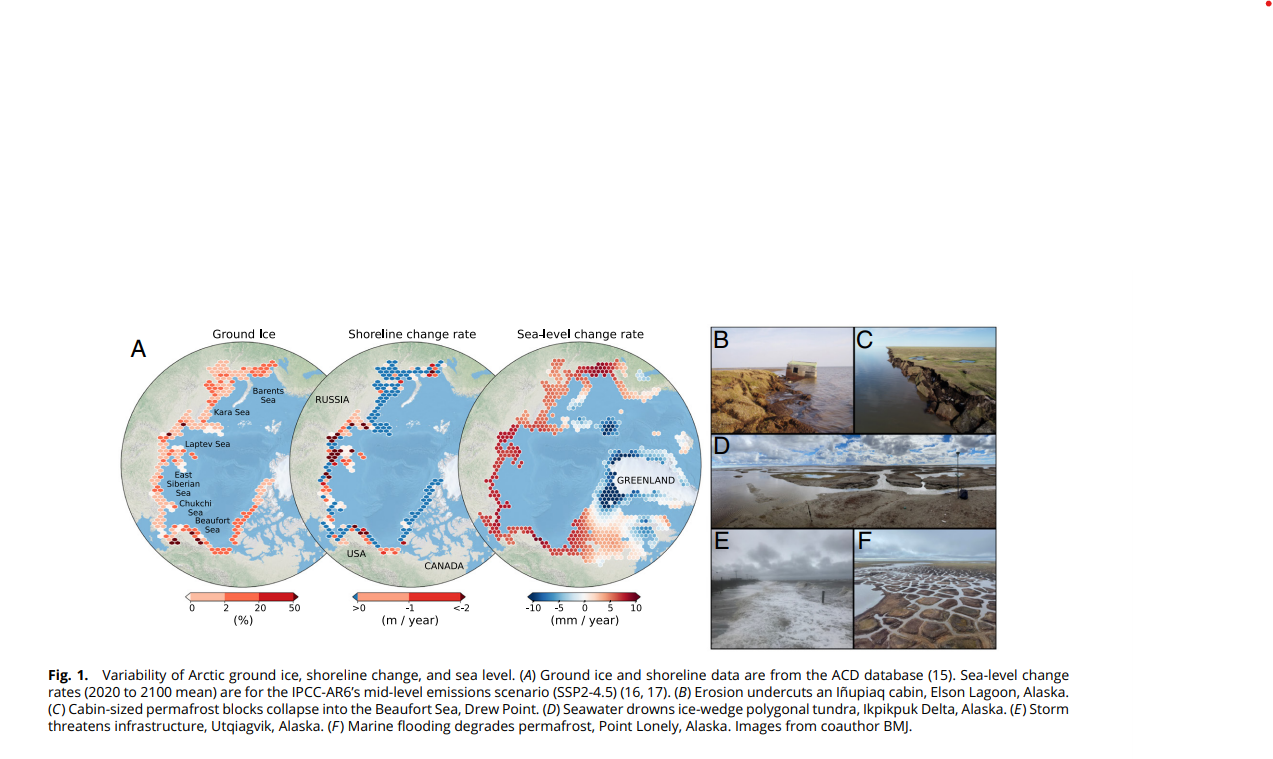 A
Ground Ice
Shoreline change rate
Sea-level change rate
Barents
Sea
Kara Sea
Laptev Sea
East
Siberian
Sea
Chukchi
Sea
Beaufort
Sea
RUSSIA
USA
CANADA
GREENLAND
0 2 20 50
(%)
>0 -1 <-2
(m / year)
-10 -5 0 5 10
(mm / year)
B
C
D
E
F
Fig. 1. Variability of Arctic ground ice, shoreline change, and sea level. (A) Ground ice and shoreline data are from the ACD database (15). Sea-level change
rates (2020 to 2100 mean) are for the IPCC-AR6’s mid-level emissions scenario (SSP2-4.5) (16, 17). (B) Erosion undercuts an Iñupiaq cabin, Elson Lagoon, Alaska.
(C) Cabin-sized permafrost blocks collapse into the Beaufort Sea, Drew Point. (D) Seawater drowns ice-wedge polygonal tundra, Ikpikpuk Delta, Alaska. (E) Storm
threatens infrastructure, Utqiagvik, Alaska. (F) Marine flooding degrades permafrost, Point Lonely, Alaska. Images from coauthor BMJ.